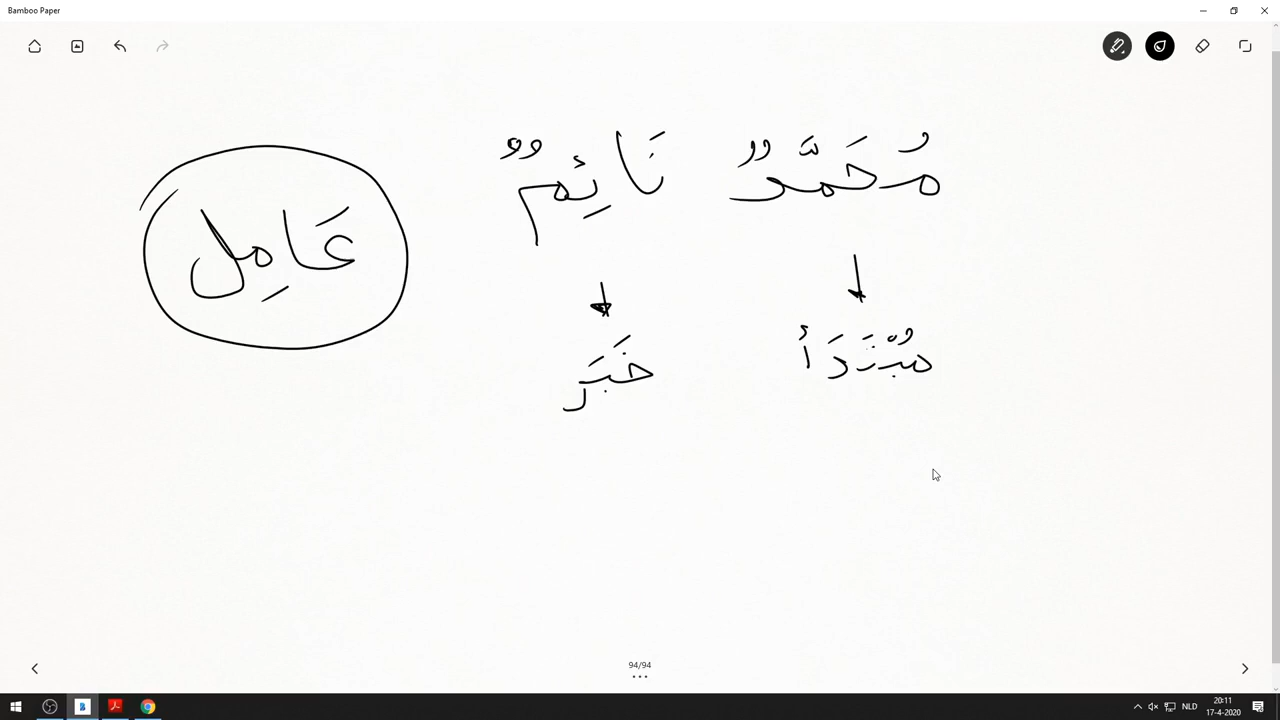 Bamboo Paper
مُحَمَّدٌ نَائِمٌ
عَامِل
مُبْتَدَأ خَبَر
94/94
NLD
20:11
17-4-2020